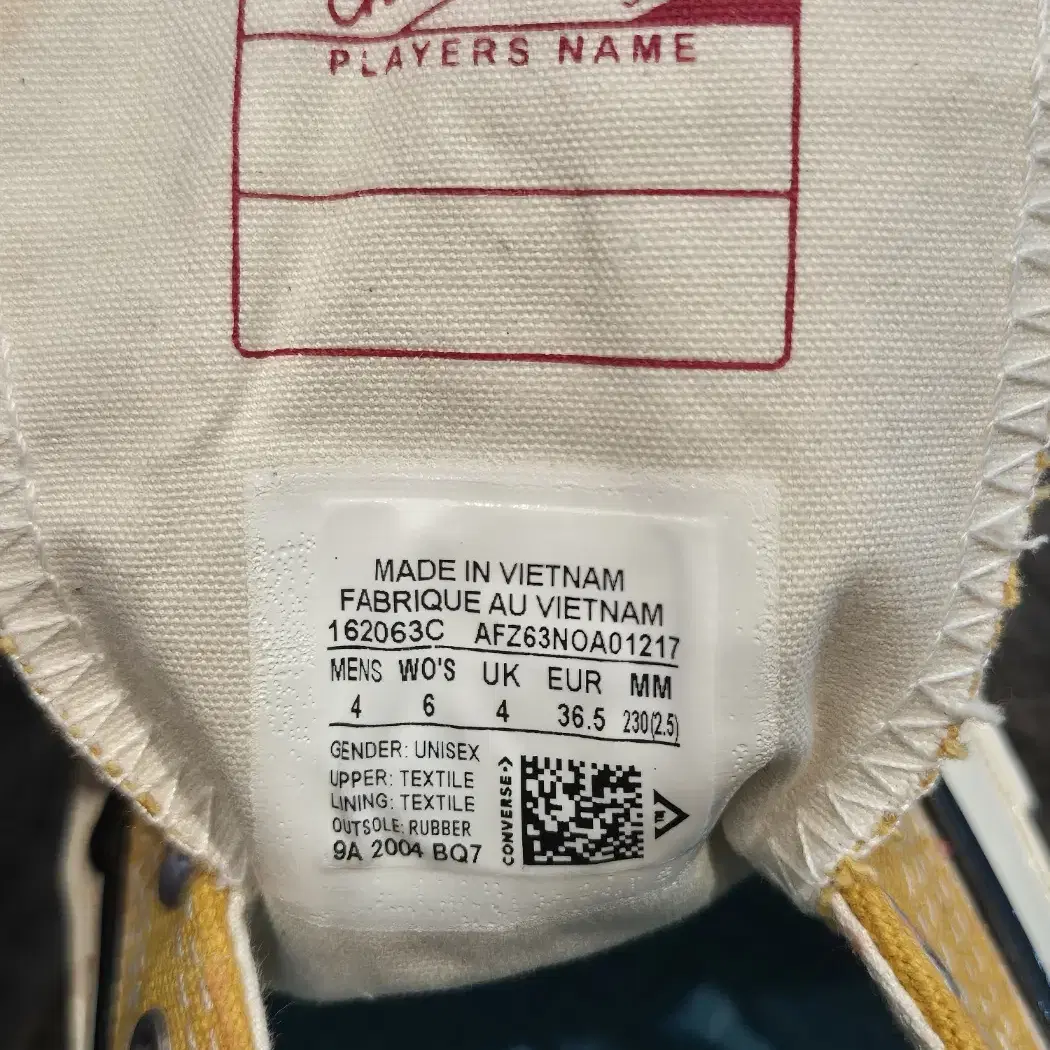 PLAYERS NAME
MADE IN VIETNAM
FABRIQUE AU VIETNAM
162063C AFZ63NOA01217
MENS WO'S UK EUR MM
4 6 4 36.5 230(2.5)
GENDER: UNISEX
UPPER: TEXTILE
LINING: TEXTILE
OUTSOLE: RUBBER
9A 2004 BQ7
CONVERSE
TM